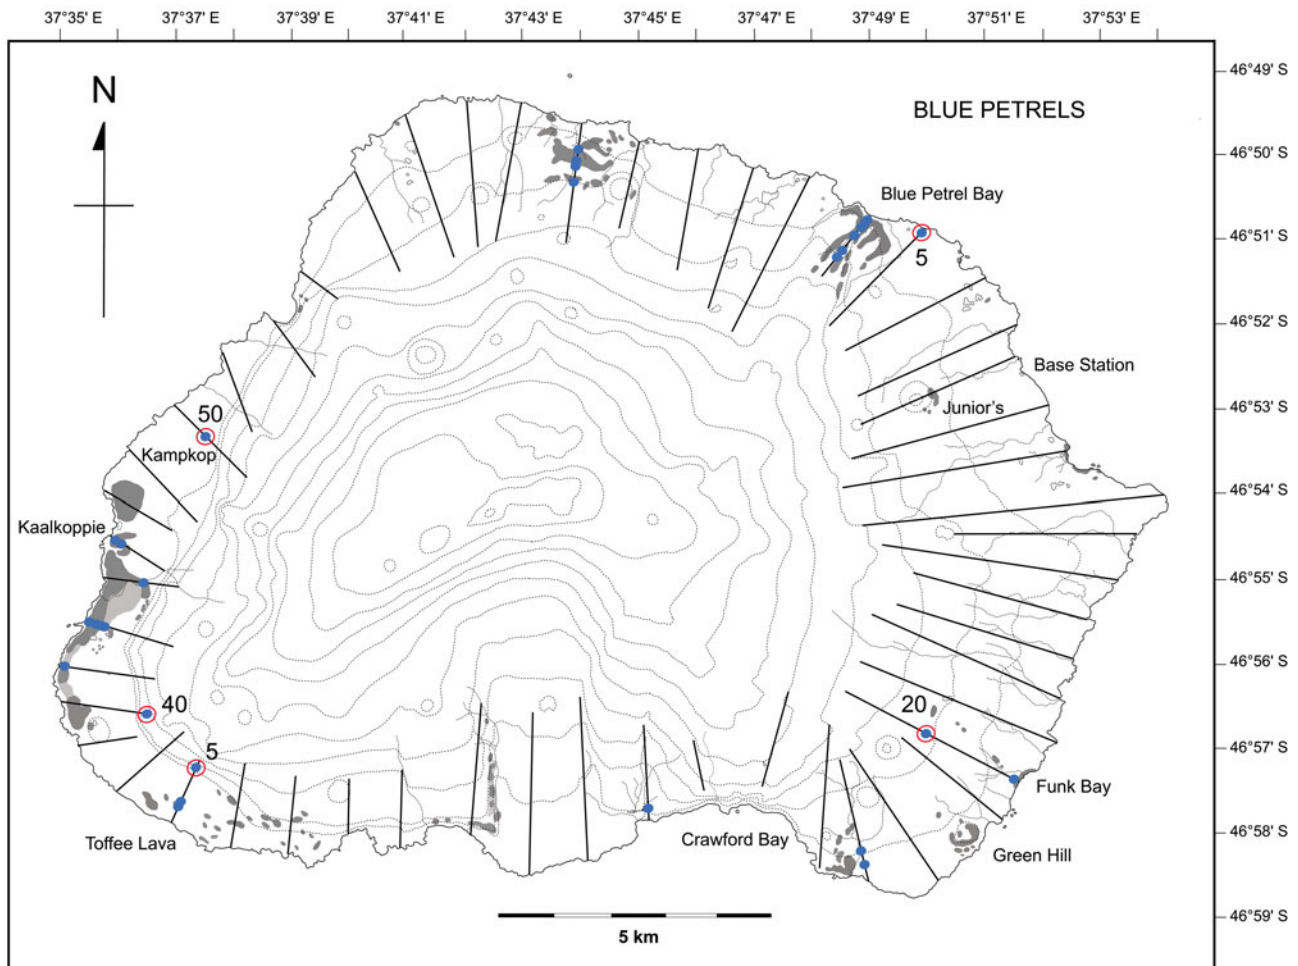 37°35' E 37°37' E 37°39' E 37°41' E 37°43' E 37°45' E 37°47' E 37°49' E 37°51' E 37°53' E
46°49' S
N
BLUE PETRELS
46°50' S
Blue Petrel Bay
46°51' S
5
46°52' S
Base Station
50
Junior's
46°53' S
Kampkop
46°54' S
Kaalkoppie
46°55' S
46°56' S
40
20
46°57' S
5
Funk Bay
Toffee Lava
Crawford Bay
46°58' S
Green Hill
46°59' S
5 km